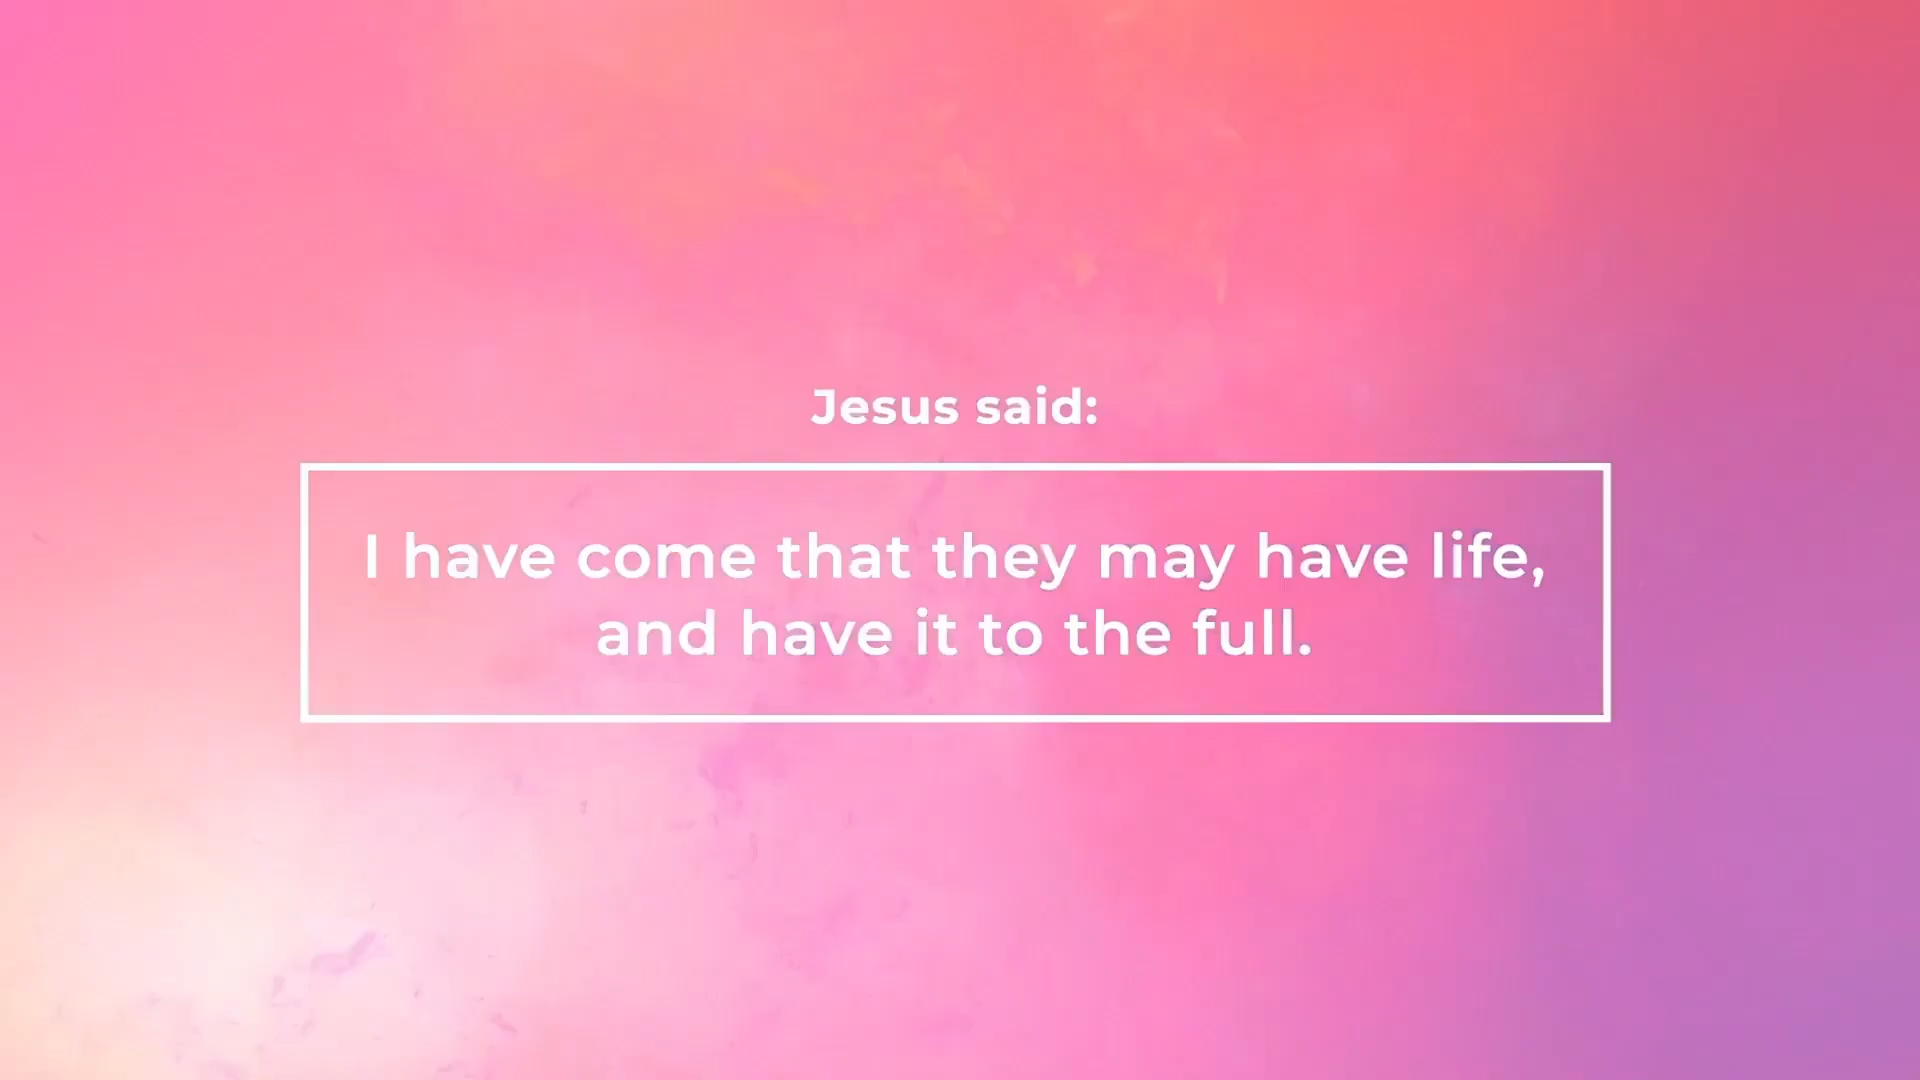 Jesus said:
I have come that they may have life,
and have it to the full.